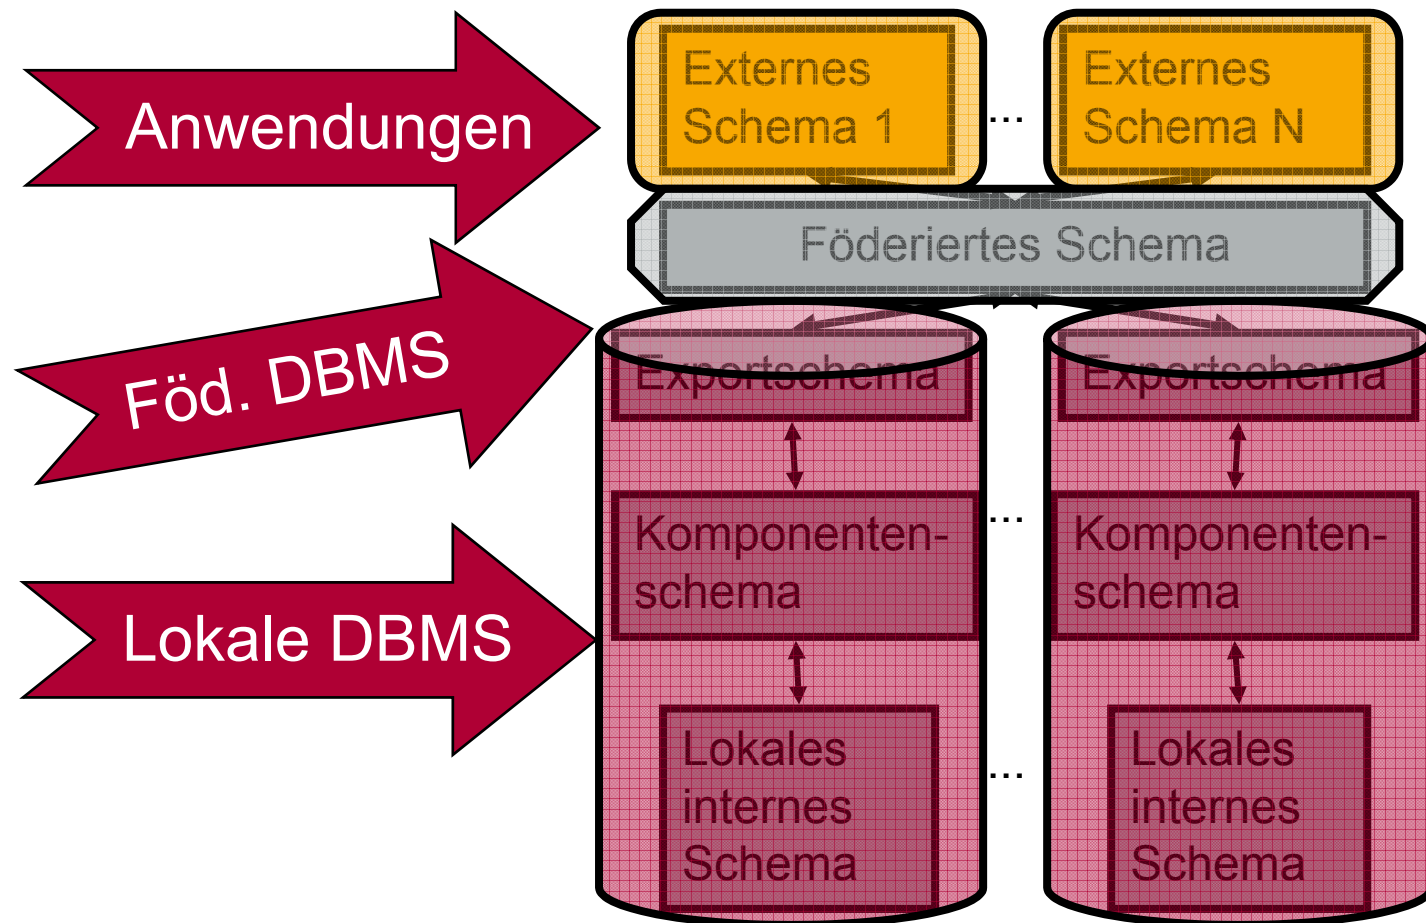 Anwendungen
Externes
Schema 1
...
Externes
Schema N
Föderiertes Schema
Föd. DBMS
Exportschema
Exportschema
Komponenten-
schema
...
Komponenten-
schema
Lokale DBMS
Lokales
internes
Schema
...
Lokales
internes
Schema